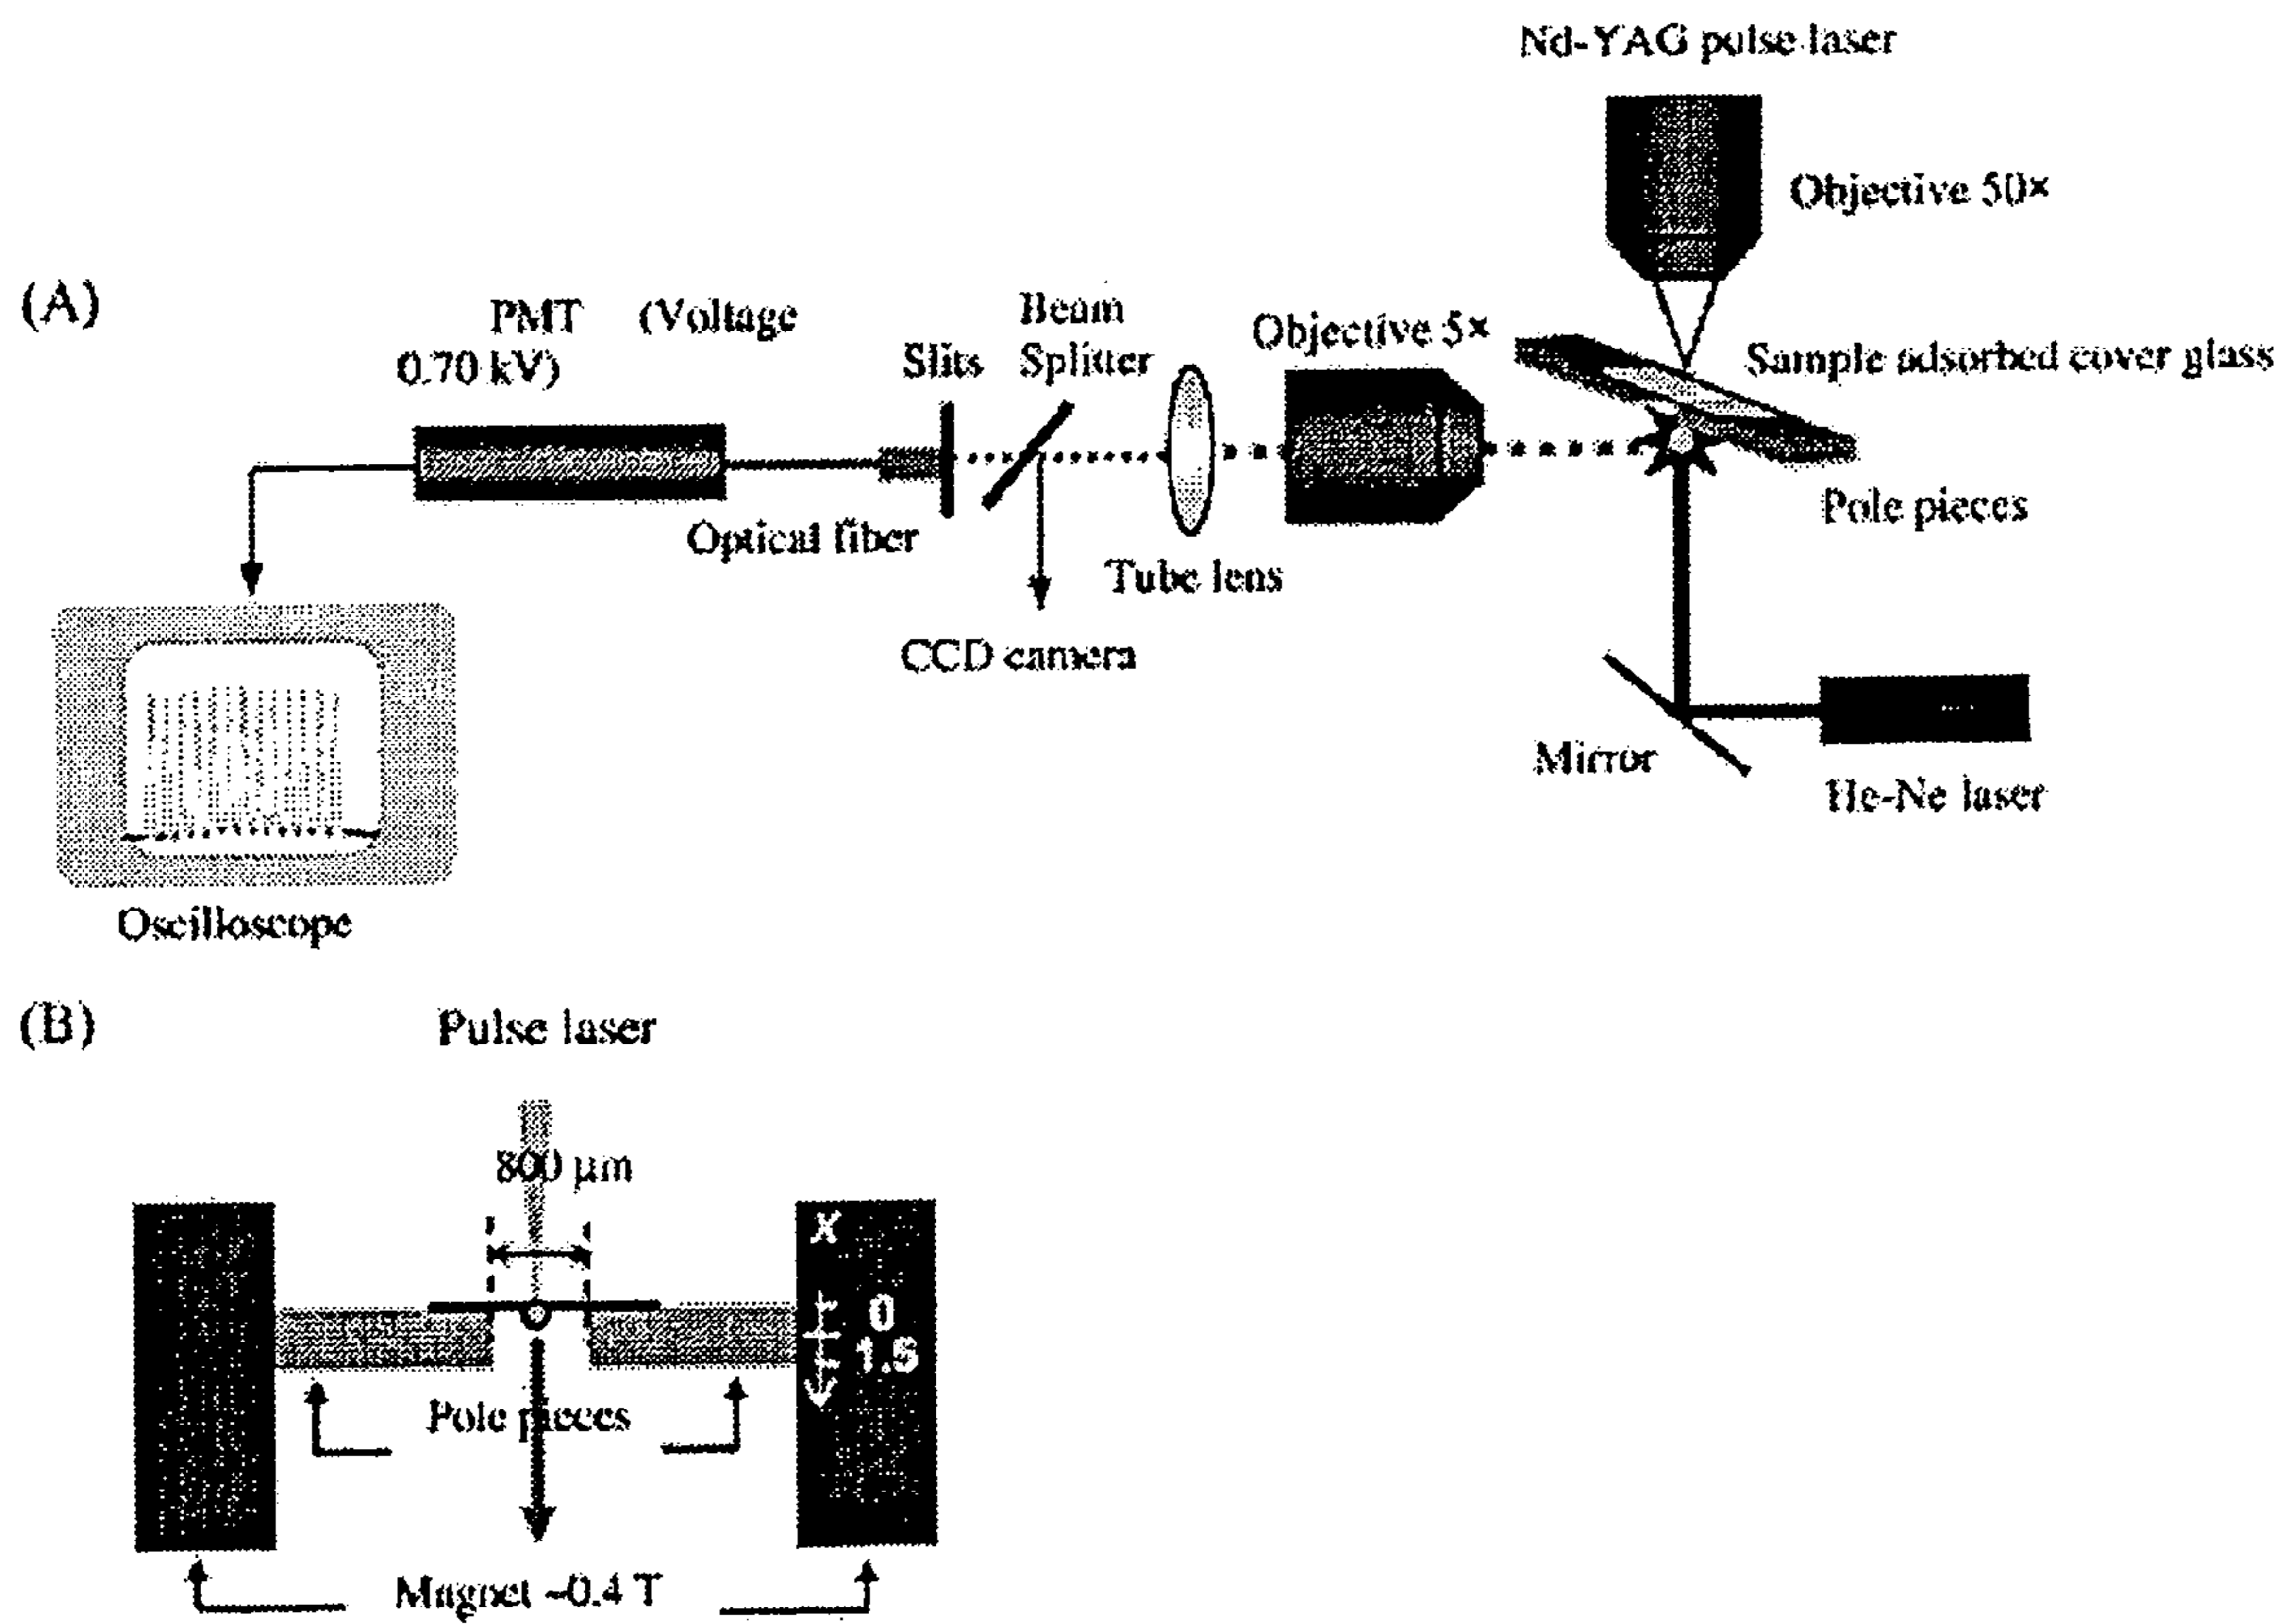 Nd-YAG pulse laser
Objective 50×
(A)
PMT (Voltage
0.70 kV)
Slits
Beam
Splitter
Objective 5×
Sample adsorbed cover glass
Pole pieces
Optical fiber
Tube lens
CCD camera
Mirror
He-Ne laser
Oscilloscope
(B)
Pulse laser
800 μm
X
0
1.5
Pole pieces
Magnet ~0.4 T